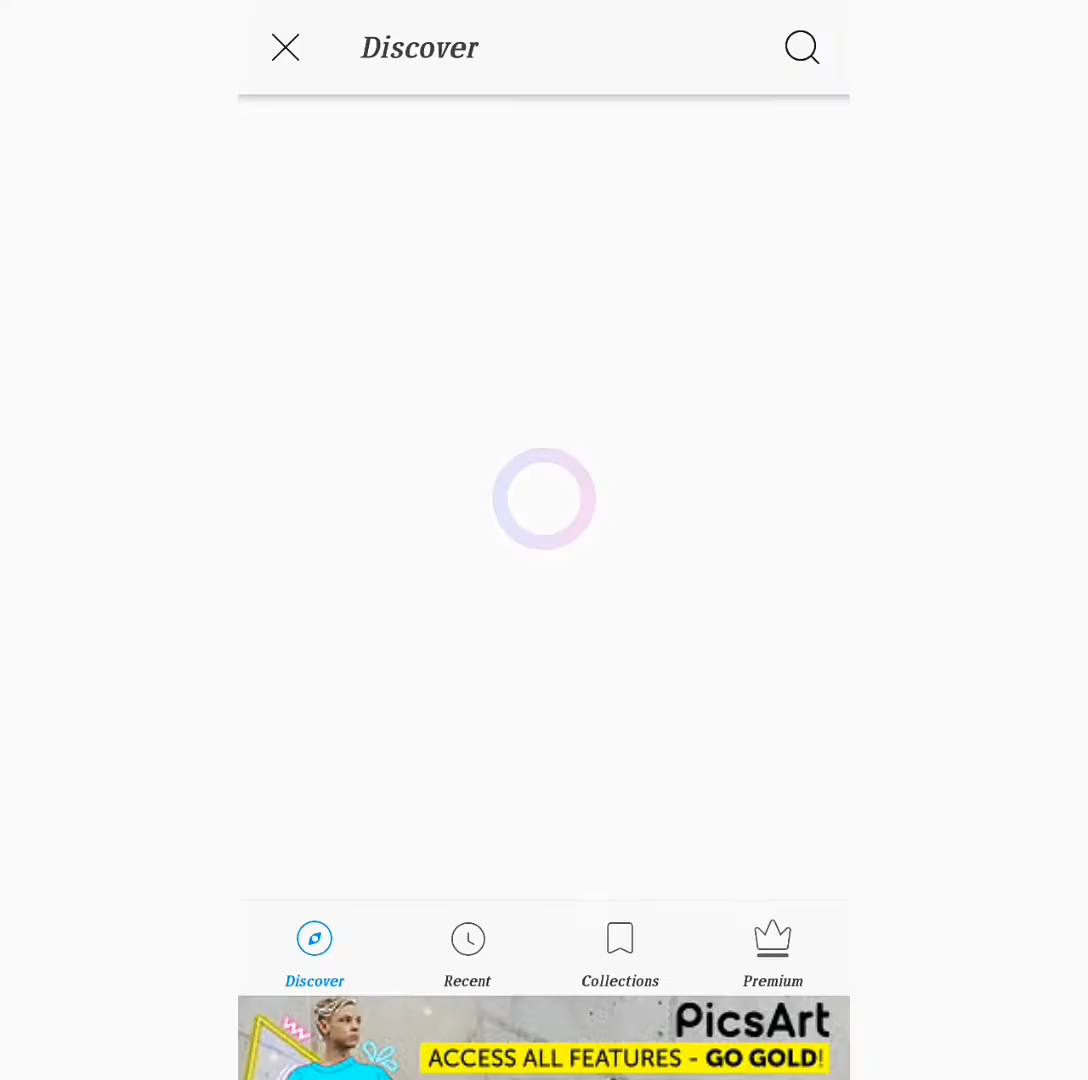 Discover
Discover
Recent
Collections
Premium
PicsArt
ACCESS ALL FEATURES - GO GOLD!